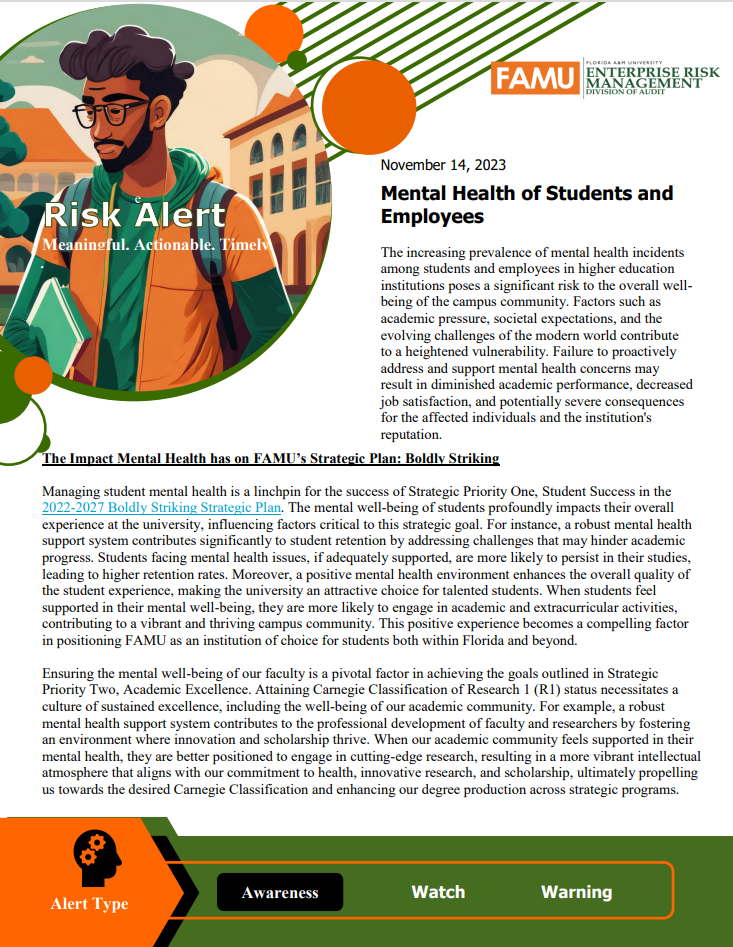 FLORIDA A&M UNIVERSITY
FAMU
ENTERPRISE RISK
MANAGEMENT
DIVISION OF AUDIT
November 14, 2023
Mental Health of Students and
Employees
e
Risk Alert
Meaningful. Actionable. Timely
The increasing prevalence of mental health incidents
among students and employees in higher education
institutions poses a significant risk to the overall well-
being of the campus community. Factors such as
academic pressure, societal expectations, and the
evolving challenges of the modern world contribute
to a heightened vulnerability. Failure to proactively
address and support mental health concerns may
result in diminished academic performance, decreased
job satisfaction, and potentially severe consequences
for the affected individuals and the institution's
reputation.
The Impact Mental Health has on FAMU’s Strategic Plan: Boldly Striking
Managing student mental health is a linchpin for the success of Strategic Priority One, Student Success in the
2022-2027 Boldly Striking Strategic Plan. The mental well-being of students profoundly impacts their overall
experience at the university, influencing factors critical to this strategic goal. For instance, a robust mental health
support system contributes significantly to student retention by addressing challenges that may hinder academic
progress. Students facing mental health issues, if adequately supported, are more likely to persist in their studies,
leading to higher retention rates. Moreover, a positive mental health environment enhances the overall quality of
the student experience, making the university an attractive choice for talented students. When students feel
supported in their mental well-being, they are more likely to engage in academic and extracurricular activities,
contributing to a vibrant and thriving campus community. This positive experience becomes a compelling factor
in positioning FAMU as an institution of choice for students both within Florida and beyond.
Ensuring the mental well-being of our faculty is a pivotal factor in achieving the goals outlined in Strategic
Priority Two, Academic Excellence. Attaining Carnegie Classification of Research 1 (R1) status necessitates a
culture of sustained excellence, including the well-being of our academic community. For example, a robust
mental health support system contributes to the professional development of faculty and researchers by fostering
an environment where innovation and scholarship thrive. When our academic community feels supported in their
mental health, they are better positioned to engage in cutting-edge research, resulting in a more vibrant intellectual
atmosphere that aligns with our commitment to health, innovative research, and scholarship, ultimately propelling
us towards the desired Carnegie Classification and enhancing our degree production across strategic programs.
Alert Type
Awareness
Watch
Warning